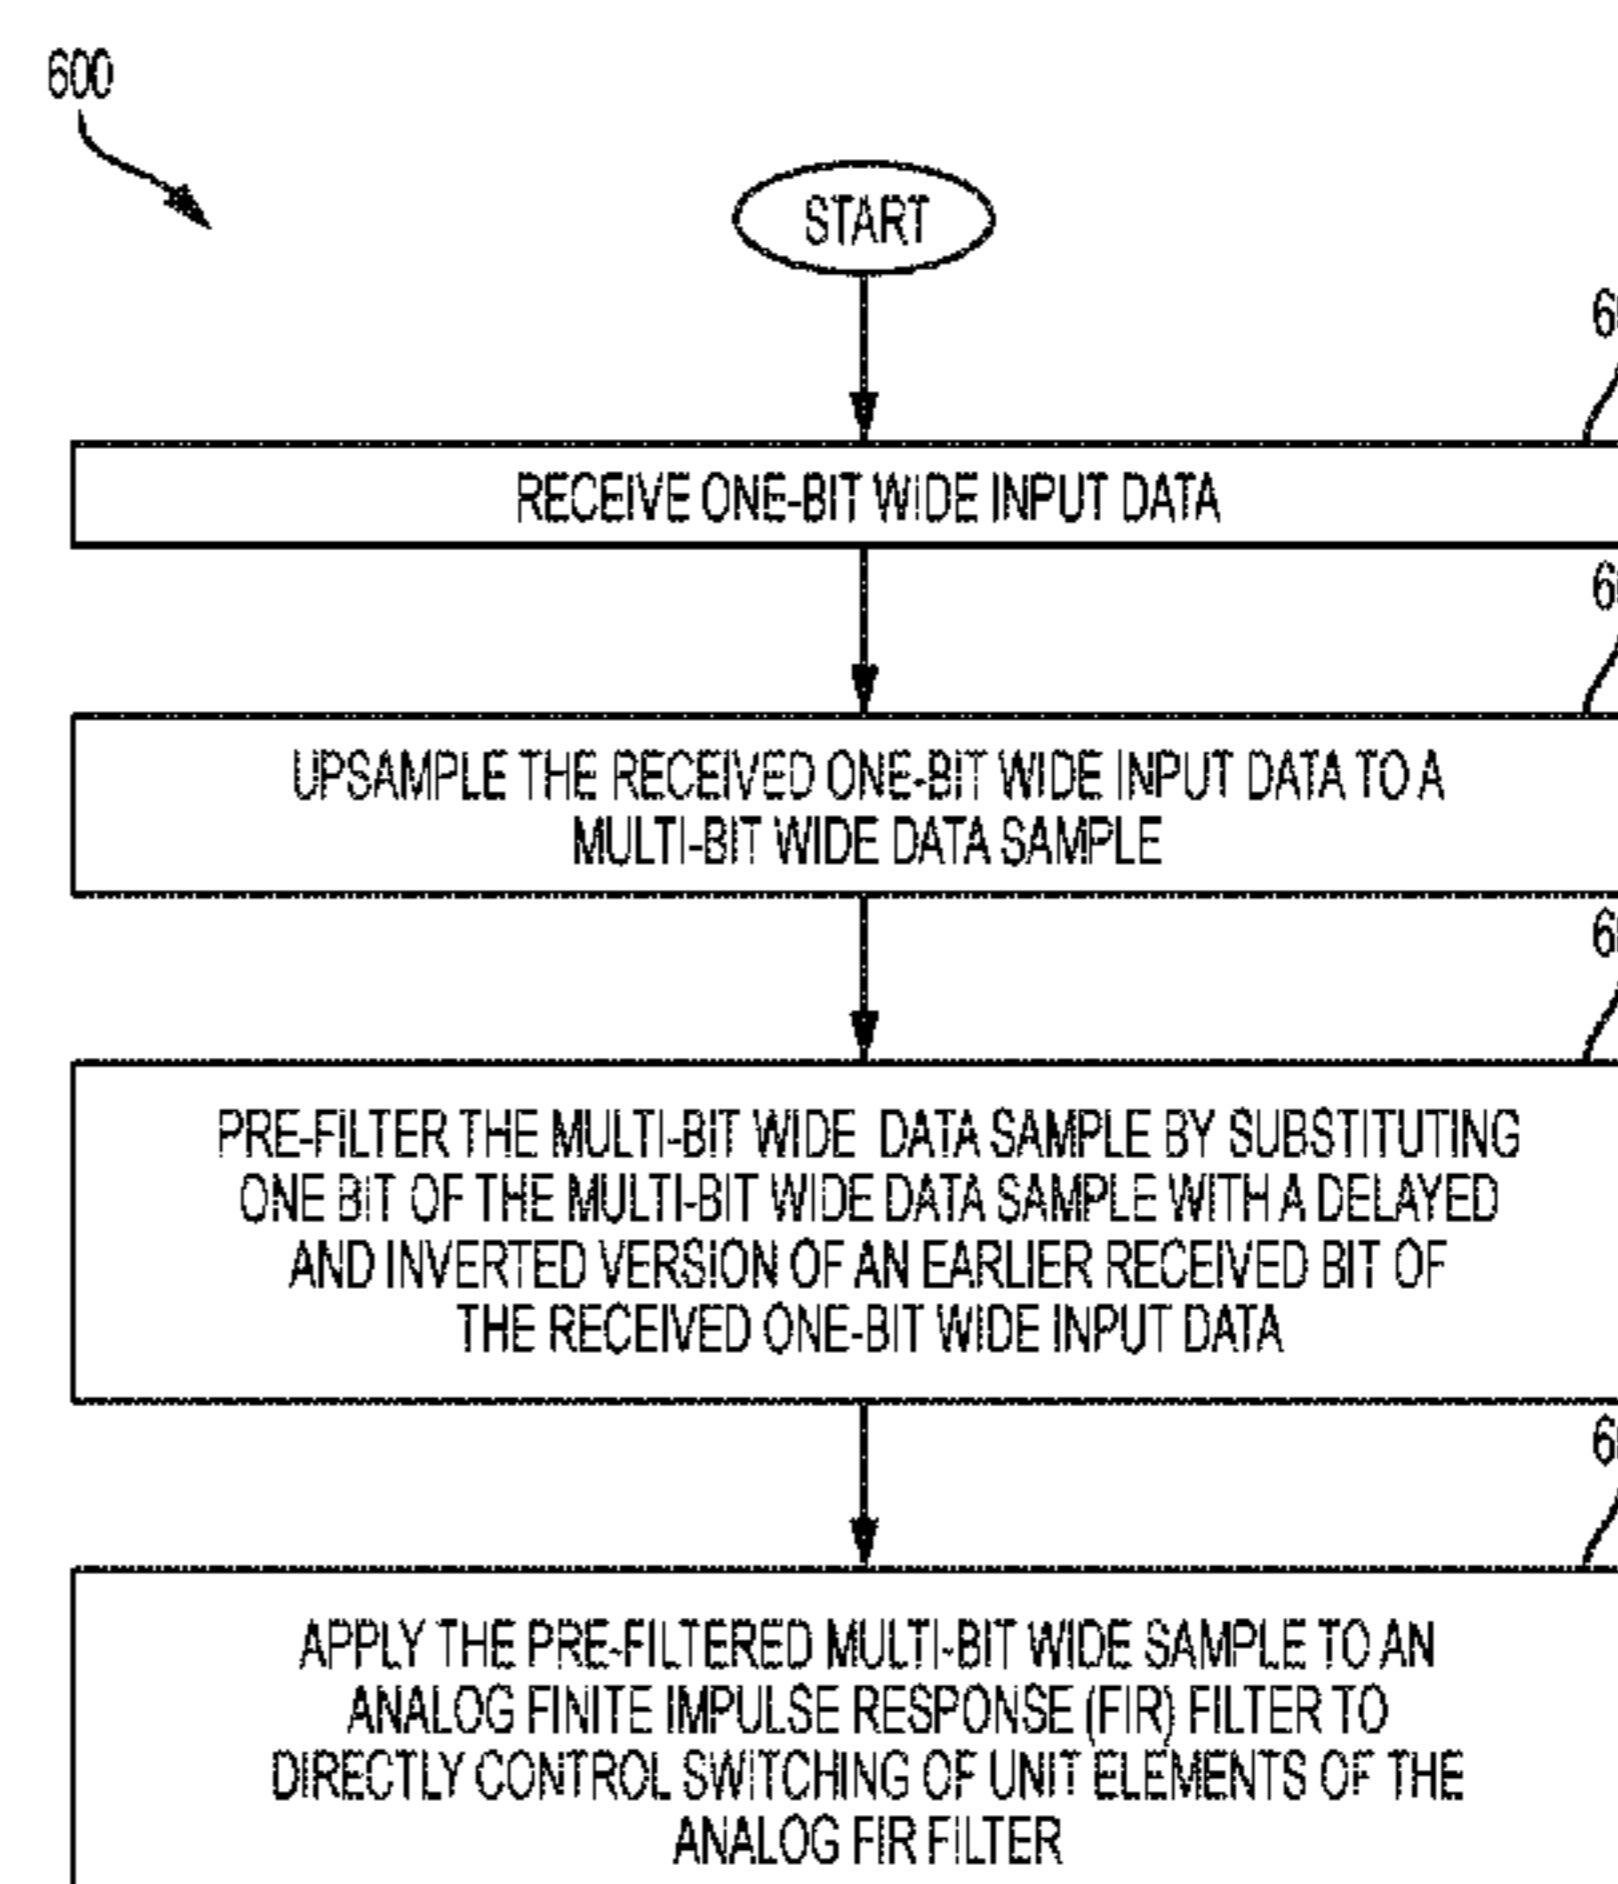 600
START
RECEIVE ONE-BIT WIDE INPUT DATA
UPSAMPLE THE RECEIVED ONE-BIT WIDE INPUT DATA TO A
MULTI-BIT WIDE DATA SAMPLE
PRE-FILTER THE MULTI-BIT WIDE DATA SAMPLE BY SUBSTITUTING
ONE BIT OF THE MULTI-BIT WIDE DATA SAMPLE WITH A DELAYED
AND INVERTED VERSION OF AN EARLIER RECEIVED BIT OF
THE RECEIVED ONE-BIT WIDE INPUT DATA
APPLY THE PRE-FILTERED MULTI-BIT WIDE SAMPLE TO AN
ANALOG FINITE IMPULSE RESPONSE (FIR) FILTER TO
DIRECTLY CONTROL SWITCHING OF UNIT ELEMENTS OF THE
ANALOG FIR FILTER